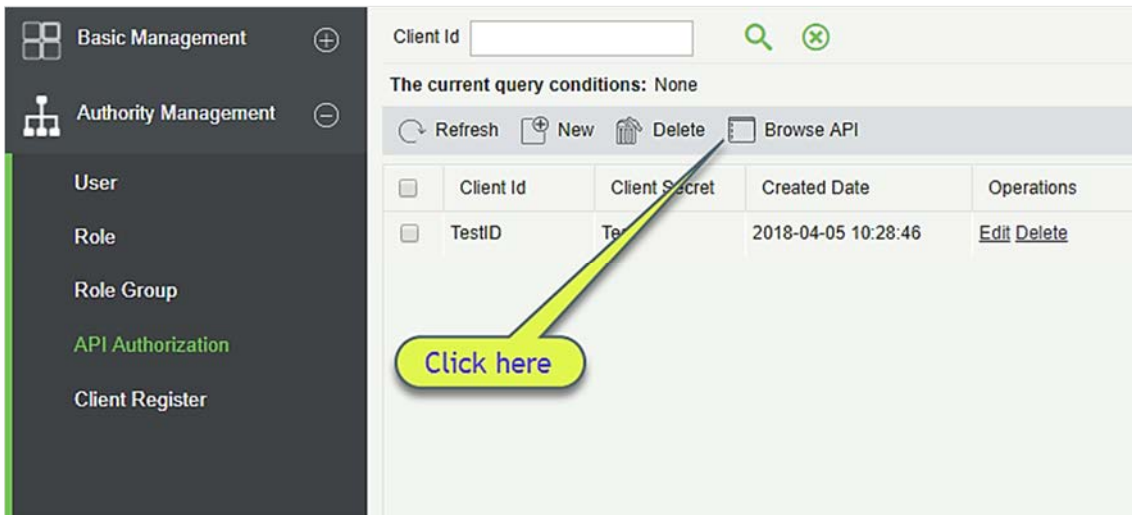 Basic Management
Authority Management
User
Role
Role Group
API Authorization
Client Register
Client Id
The current query conditions: None
Refresh New Delete Browse API
Client Id Client Secret Created Date Operations
TestID 2018-04-05 10:28:46 Edit Delete
Click here